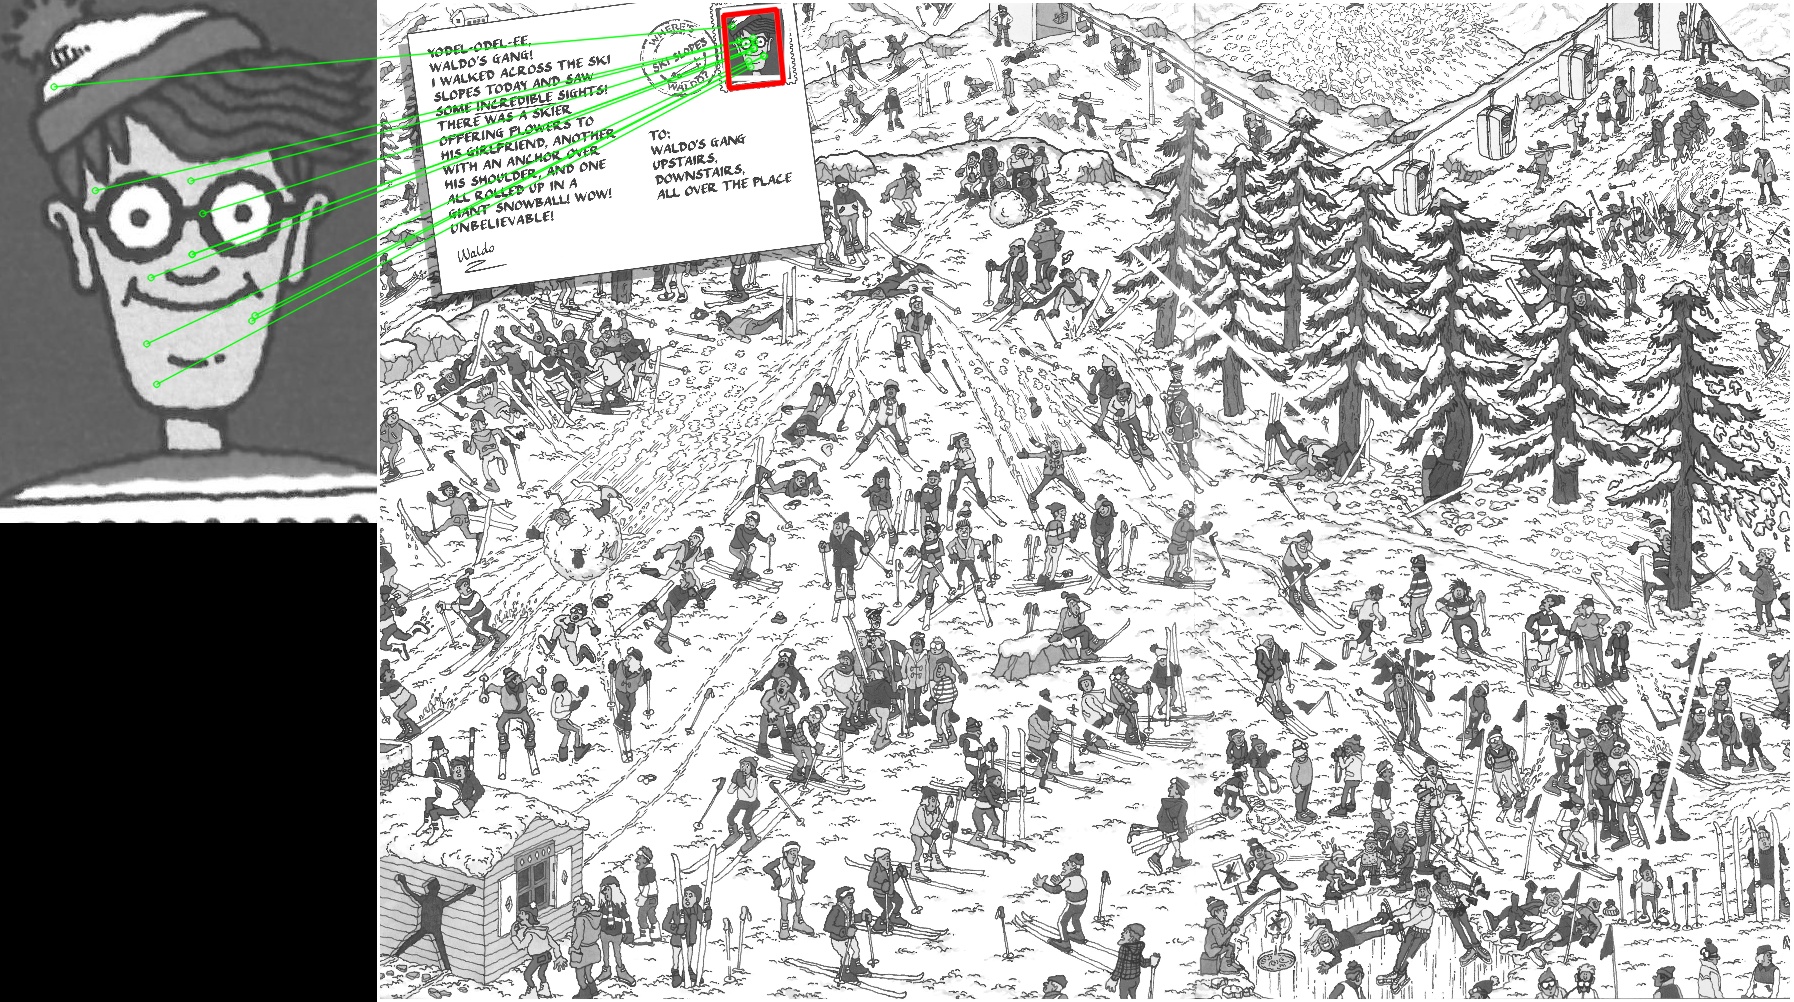 YODEL-ODEL-EE,
WALDO'S GANG!
I WALKED ACROSS THE SKI
SLOPES TODAY AND SAW
SOME INCREDIBLE SIGHTS!
THERE WAS A SKIER
OFFERING FLOWERS TO
HIS GIRLFRIEND, ANOTHER
WITH AN ANCHOR OVER
HIS SHOULDER, AND ONE
ALL ROLLED UP IN A
GIANT SNOWBALL! WOW!
UNBELIEVABLE!
Waldo
WHERE'S
SKI SLOPES
WALDO?
TO:
WALDO'S GANG
UPSTAIRS,
DOWNSTAIRS,
ALL OVER THE PLACE